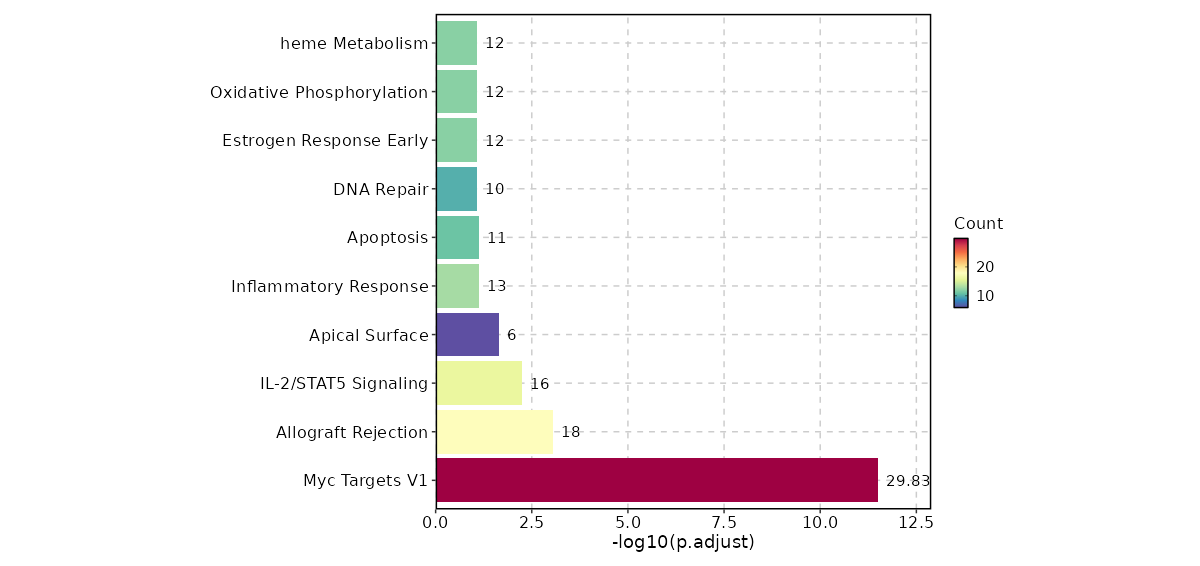 heme Metabolism 12
Oxidative Phosphorylation 12
Estrogen Response Early 12
DNA Repair 10
Apoptosis 11
Inflammatory Response 13
Apical Surface 6
IL-2/STAT5 Signaling 16
Allograft Rejection 18
Myc Targets V1 29.83
0.0 2.5 5.0 7.5 10.0 12.5
-log10(p.adjust)
Count
20
10